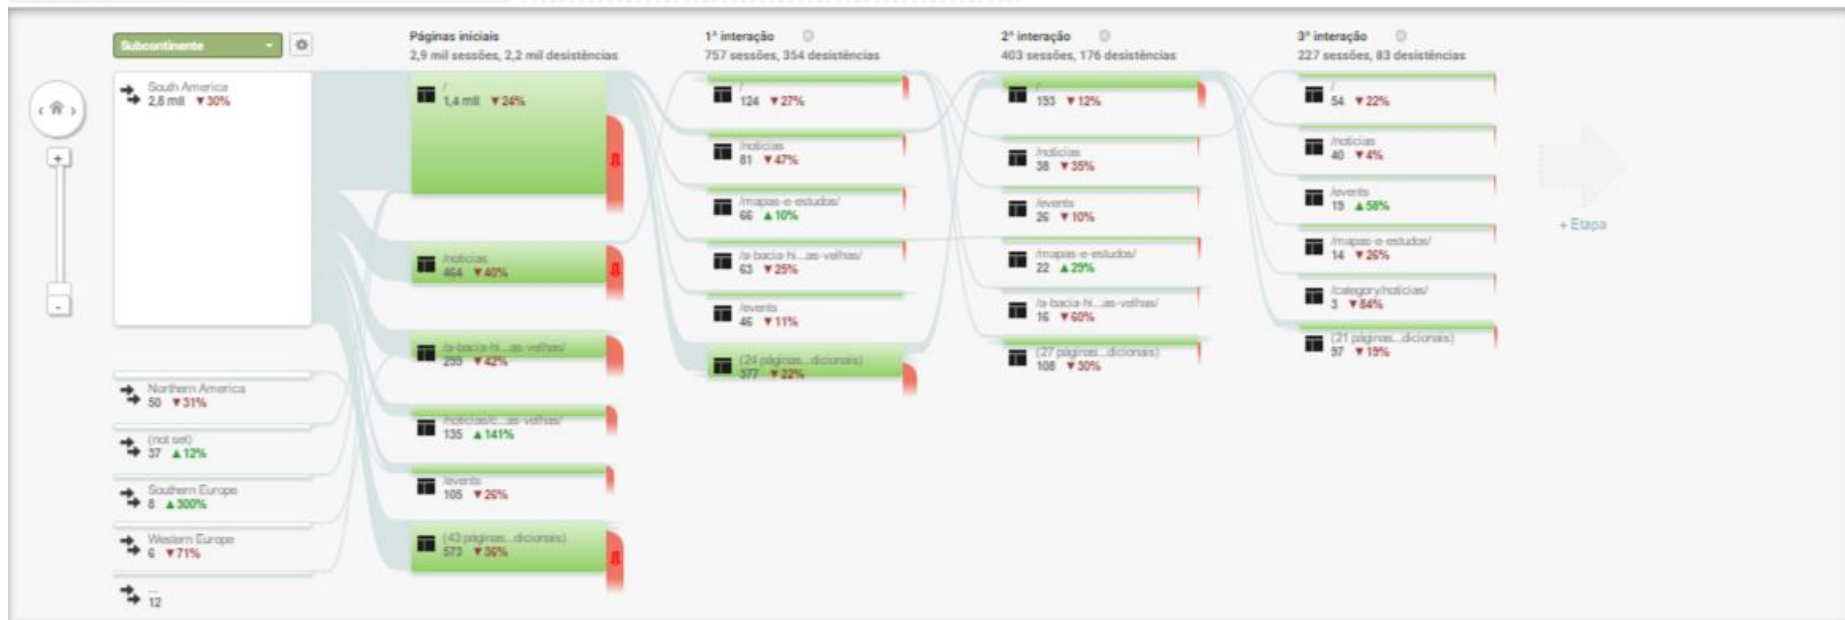 Subcontinente
South America
2,8 mil ▼30%
Northern America
50 ▼31%
(not set)
37 ▲12%
Southern Europe
8 ▲300%
Western Europe
6 ▼71%
...
12
Páginas iniciais
2,9 mil sessões, 2,2 mil desistências
/
1,4 mil ▼24%
/noticias
464 ▼40%
/a-bacia-hi...as-velhas/
▼42%
/noticias/c...as-velhas/
135 ▲141%
/events
105 ▼26%
(43 páginas...dicionais)
573 ▼36%
1ª interação
757 sessões, 354 desistências
/
124 ▼27%
/noticias
81 ▼47%
/mapas-e-estudos/
66 ▲10%
/a-bacia-hi...as-velhas/
63 ▼25%
/events
46 ▼11%
(24 páginas...dicionais)
377 ▼22%
2ª interação
403 sessões, 176 desistências
/
193 ▼12%
/noticias
38 ▼35%
/events
26 ▼10%
/mapas-e-estudos/
22 ▲29%
/a-bacia-hi...as-velhas/
16 ▼60%
(27 páginas...dicionais)
108 ▼30%
3ª interação
227 sessões, 83 desistências
/
54 ▼22%
/noticias
40 ▼4%
/events
19 ▲58%
/mapas-e-estudos/
14 ▼26%
/category/noticias/
3 ▼84%
(21 páginas...dicionais)
97 ▼19%
+ Etapa